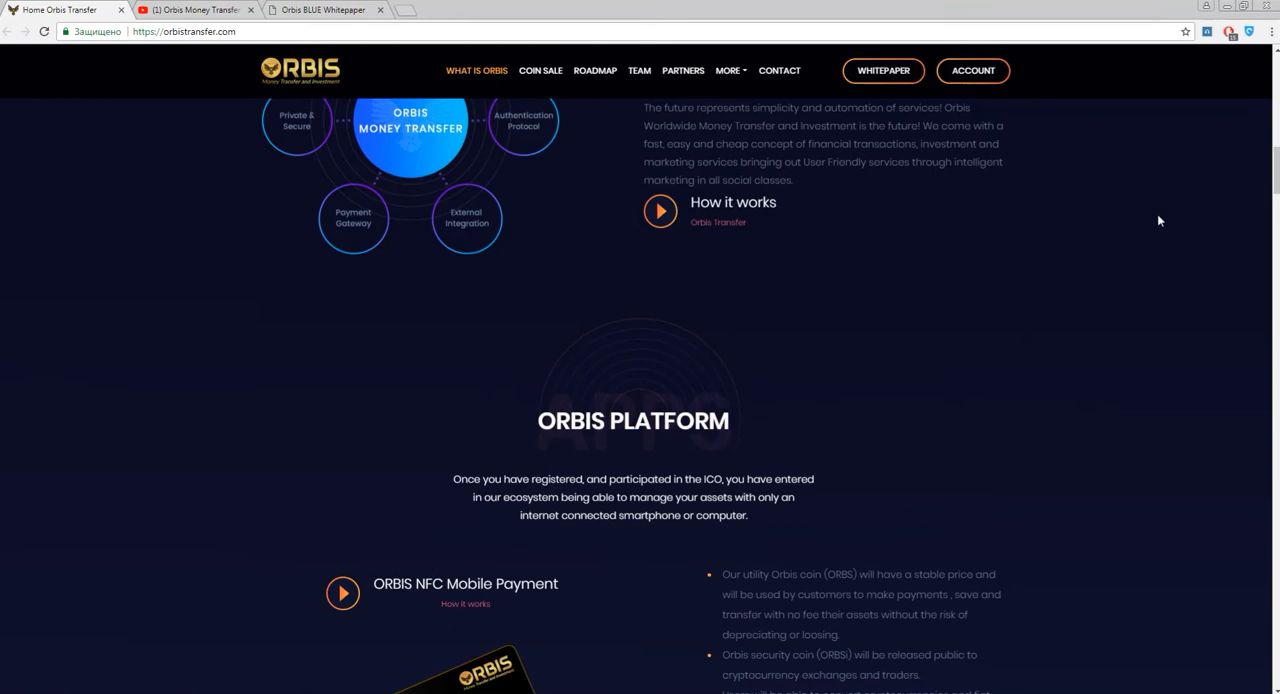 Home Orbis Transfer
(1) Orbis Money Transfer
Orbis BLUE Whitepaper
Защищено
https://orbistransfer.com
ORBIS
Money Transfer and Investment
WHAT IS ORBIS
COIN SALE
ROADMAP
TEAM
PARTNERS
MORE
CONTACT
WHITEPAPER
ACCOUNT
Private &
Secure
ORBIS
MONEY TRANSFER
Authentication
Protocol
Payment
Gateway
External
Integration
The future represents simplicity and automation of services! Orbis
Worldwide Money Transfer and Investment is the future! We come with a
fast, easy and cheap concept of financial transactions, investment and
marketing services bringing out User Friendly services through intelligent
marketing in all social classes.
How it works
Orbis Transfer
APPS
ORBIS PLATFORM
Once you have registered, and participated in the ICO, you have entered
in our ecosystem being able to manage your assets with only an
internet connected smartphone or computer.
ORBIS NFC Mobile Payment
How it works
ORBIS
Money Transfer and Investment
Our utility Orbis coin (ORBS) will have a stable price and
will be used by customers to make payments , save and
transfer with no fee their assets without the risk of
depreciating or loosing.
Orbis security coin (ORBSi) will be released public to
cryptocurrency exchanges and traders.